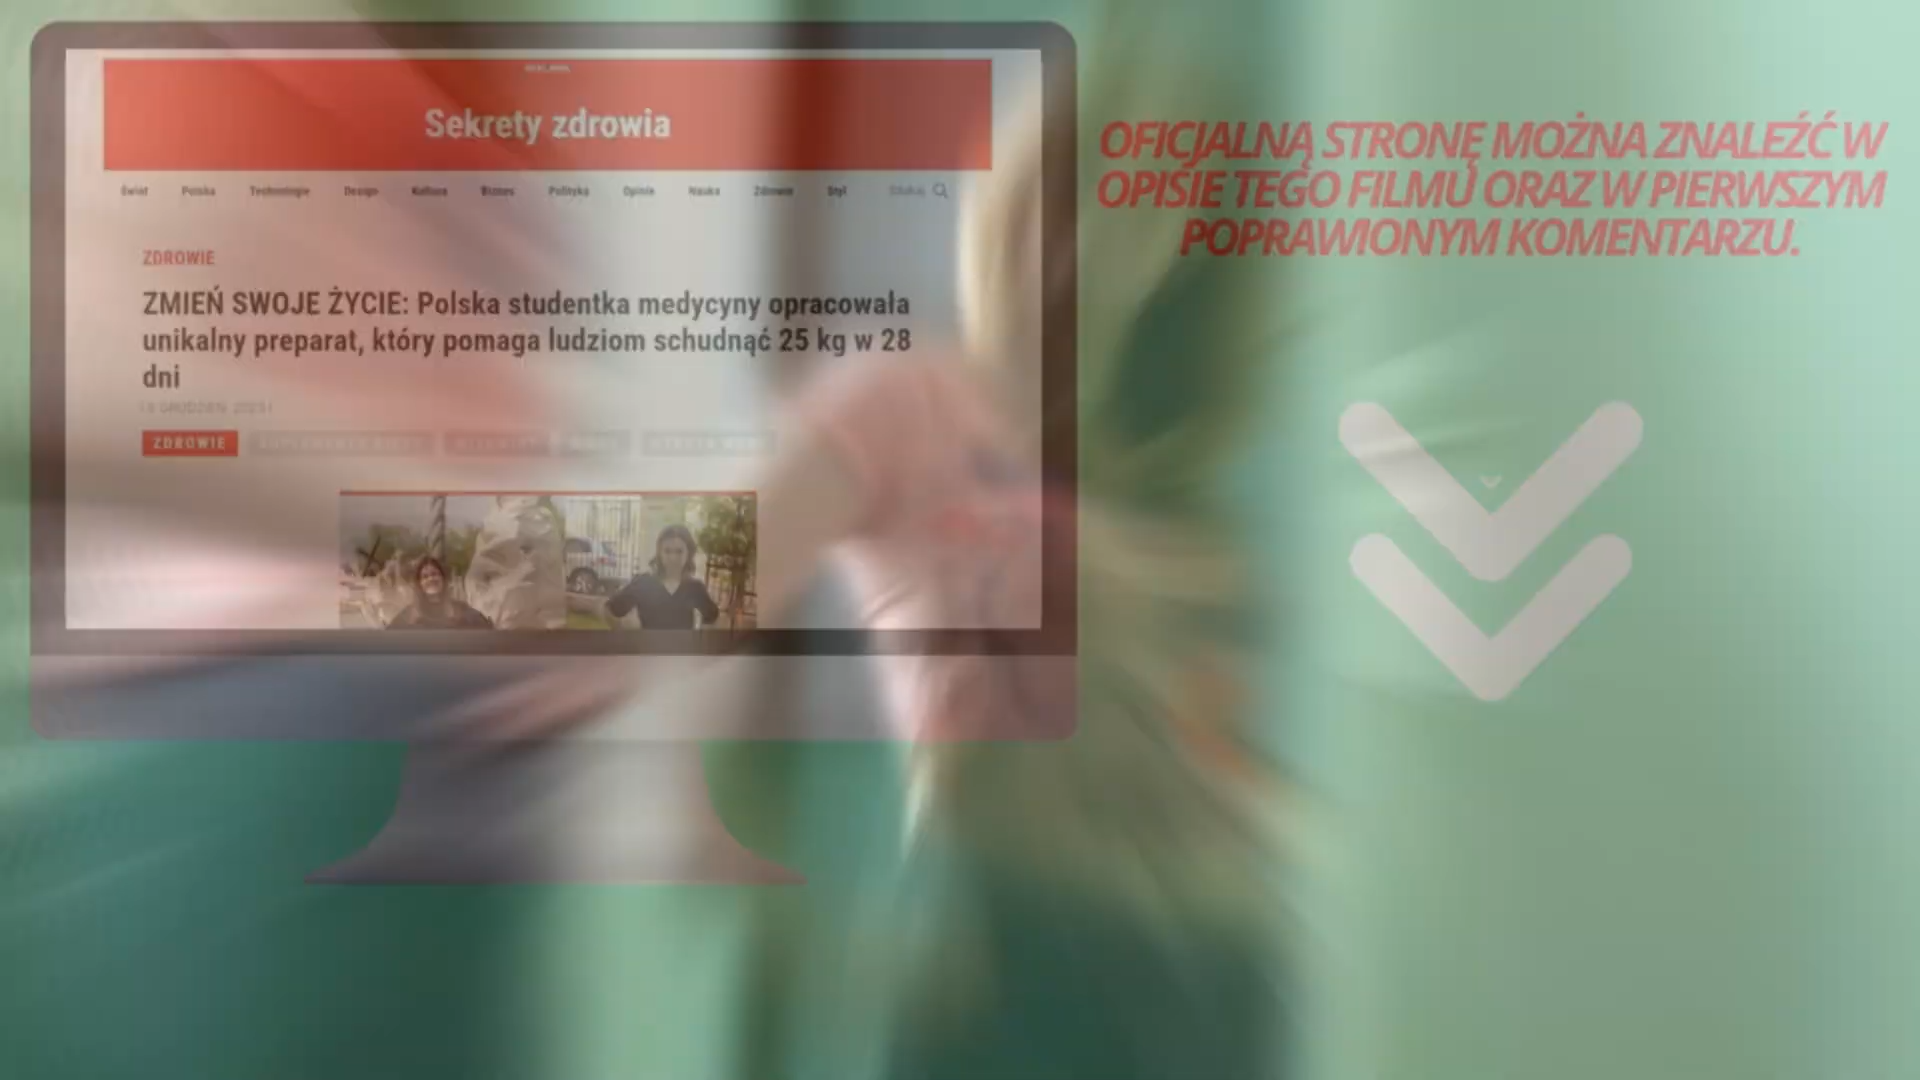 Sekrety zdrowia
Świat Polska Technologie Design Kultura Biznes Polityka Opinie Nauka Zdrowie Styl Szukaj
ZDROWIE
ZMIEŃ SWOJE ŻYCIE: Polska studentka medycyny opracowała
unikalny preparat, który pomaga ludziom schudnąć 25 kg w 28
dni
ZDROWIE
OFICJALNĄ STRONĘ MOŻNA ZNALEŹĆ W
OPISIE TEGO FILMU ORAZ W PIERWSZYM
POPRAWIONYM KOMENTARZU.